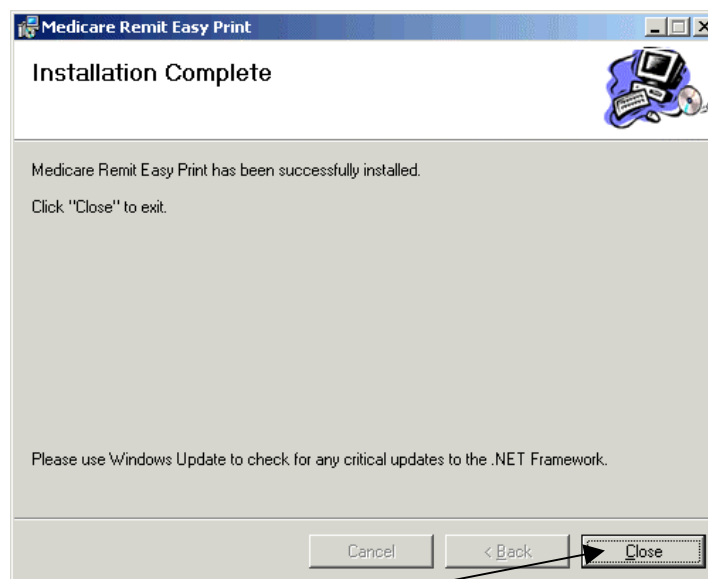 Medicare Remit Easy Print
Installation Complete
Medicare Remit Easy Print has been successfully installed.
Click "Close" to exit.
Please use Windows Update to check for any critical updates to the .NET Framework.
Cancel
< Back
Close